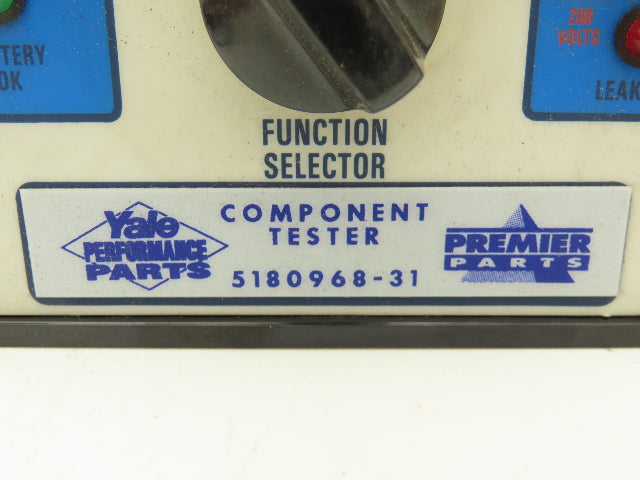 TERY
OK
200
VOLTS
LEAK
FUNCTION
SELECTOR
Yale
PERFORMANCE
PARTS
COMPONENT
TESTER
5180968-31
PREMIER
PARTS